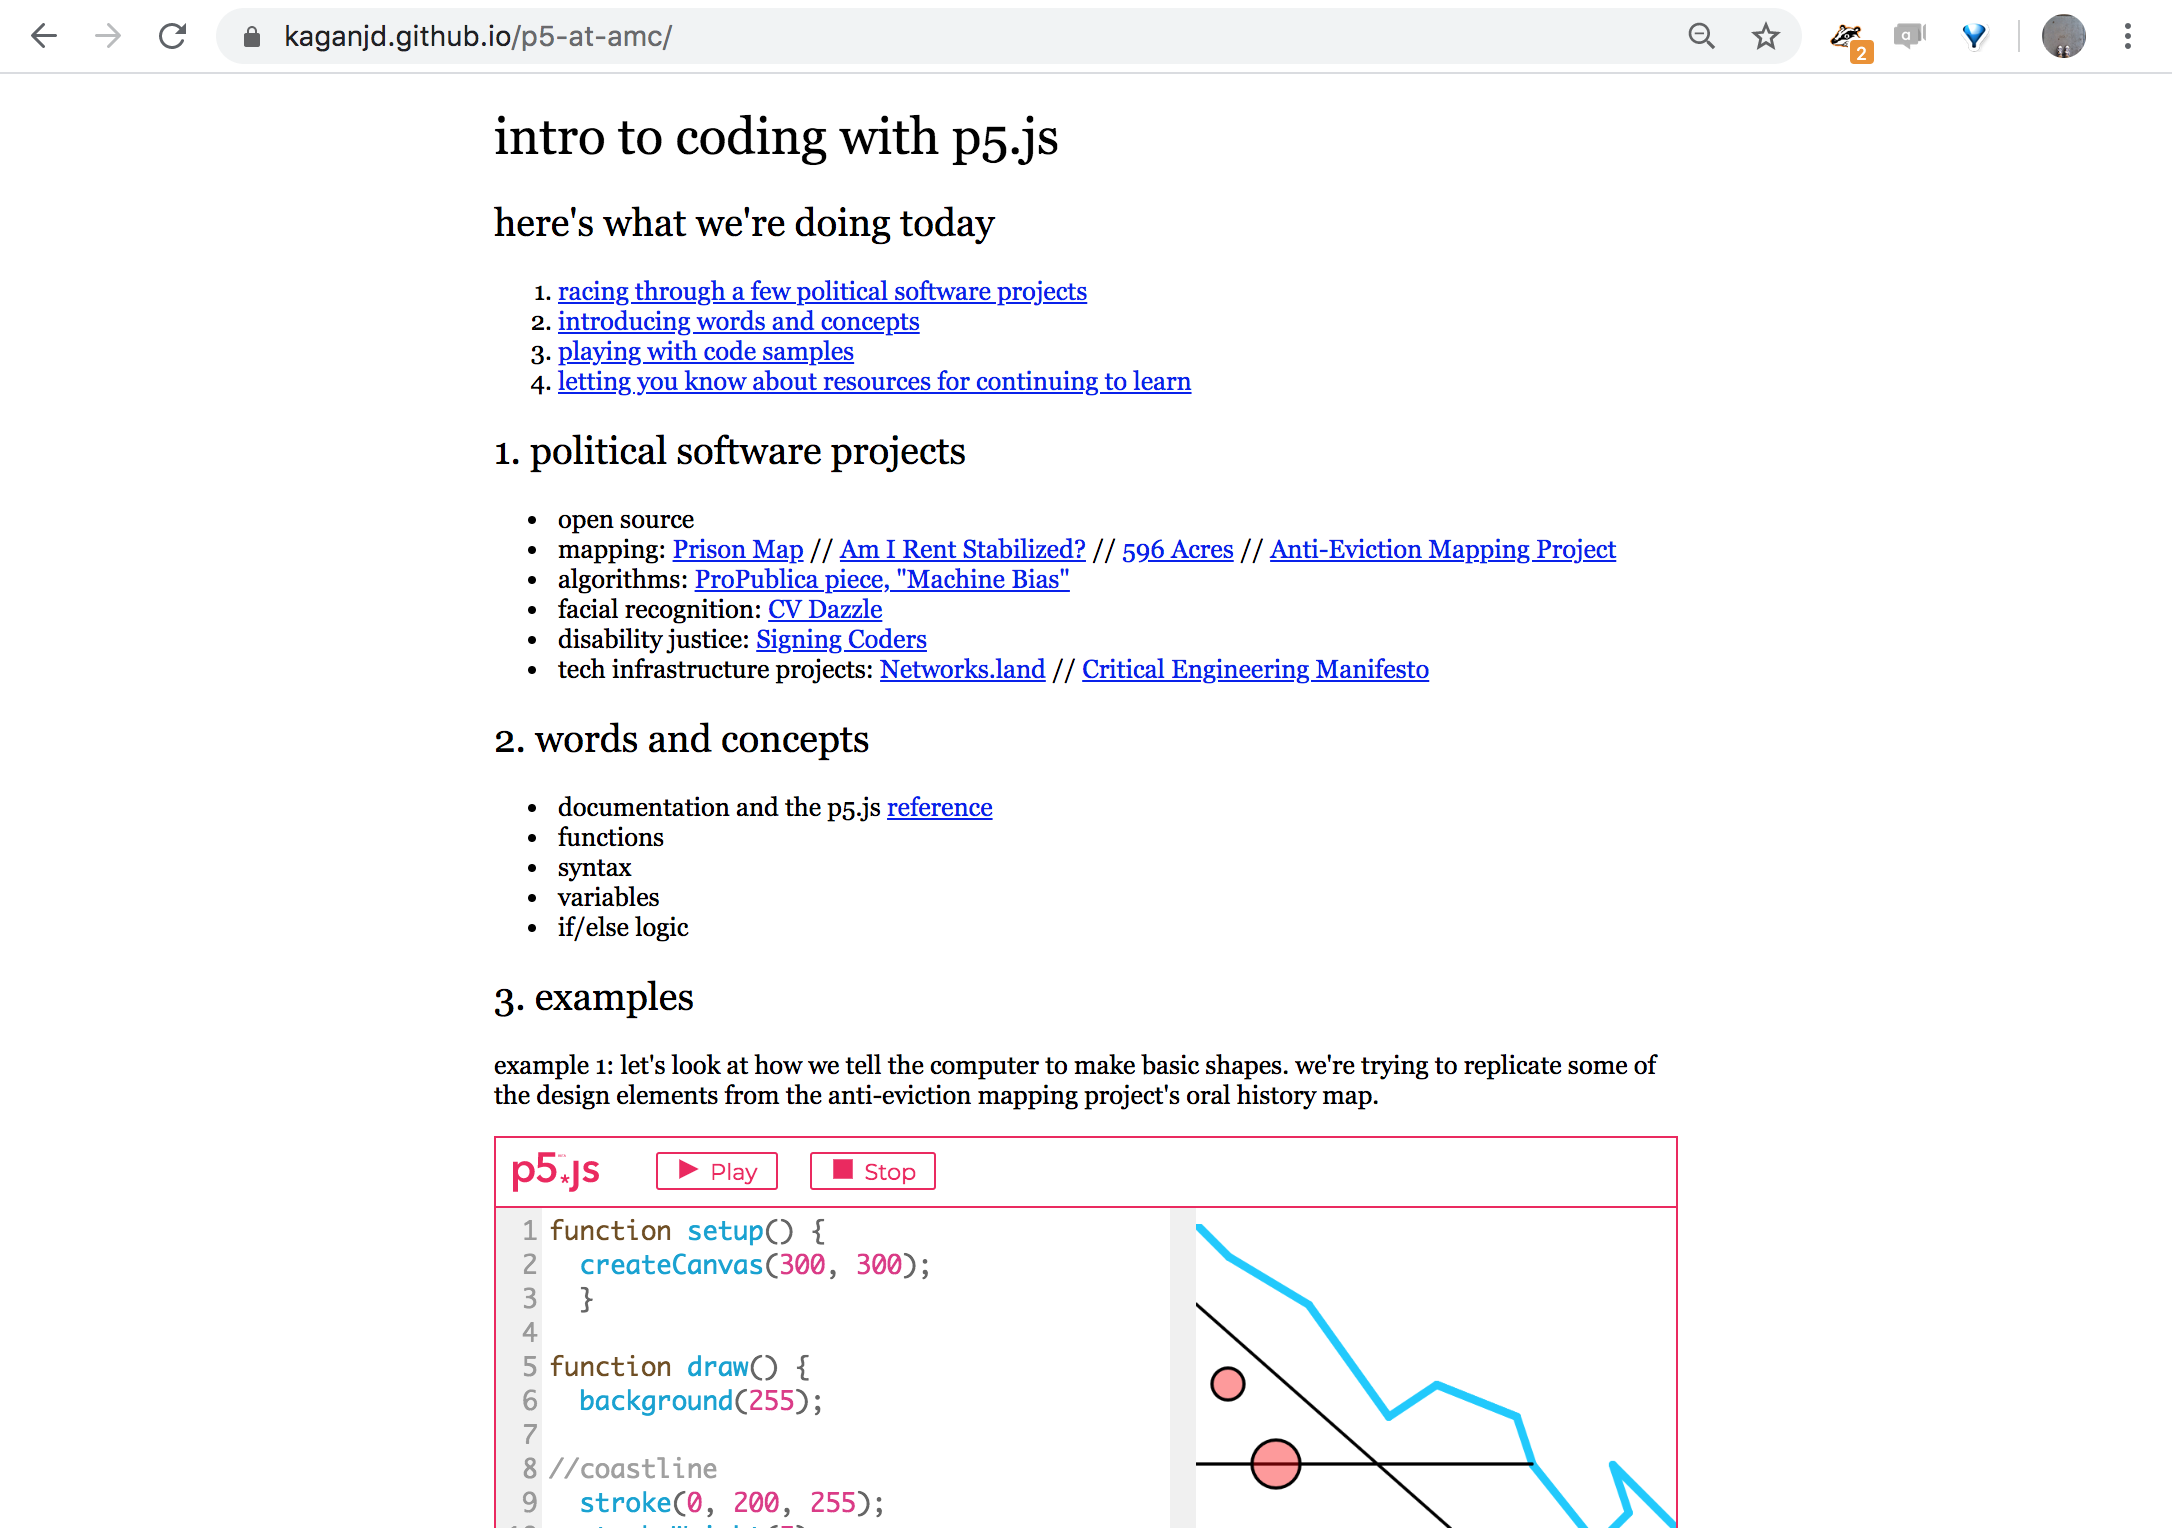 kaganjd.github.io/p5-at-amc/
2
a
intro to coding with p5.js
here's what we're doing today
1. racing through a few political software projects
2. introducing words and concepts
3. playing with code samples
4. letting you know about resources for continuing to learn
1. political software projects
• open source
• mapping: Prison Map // Am I Rent Stabilized? // 596 Acres // Anti-Eviction Mapping Project
• algorithms: ProPublica piece, "Machine Bias"
• facial recognition: CV Dazzle
• disability justice: Signing Coders
• tech infrastructure projects: Networks.land // Critical Engineering Manifesto
2. words and concepts
• documentation and the p5.js reference
• functions
• syntax
• variables
• if/else logic
3. examples
example 1: let's look at how we tell the computer to make basic shapes. we're trying to replicate some of
the design elements from the anti-eviction mapping project's oral history map.
p5*js Play Stop
1 function setup() {
2   createCanvas(300, 300);
3   }
4
5 function draw() {
6   background(255);
7
8 //coastline
9   stroke(0, 200, 255);